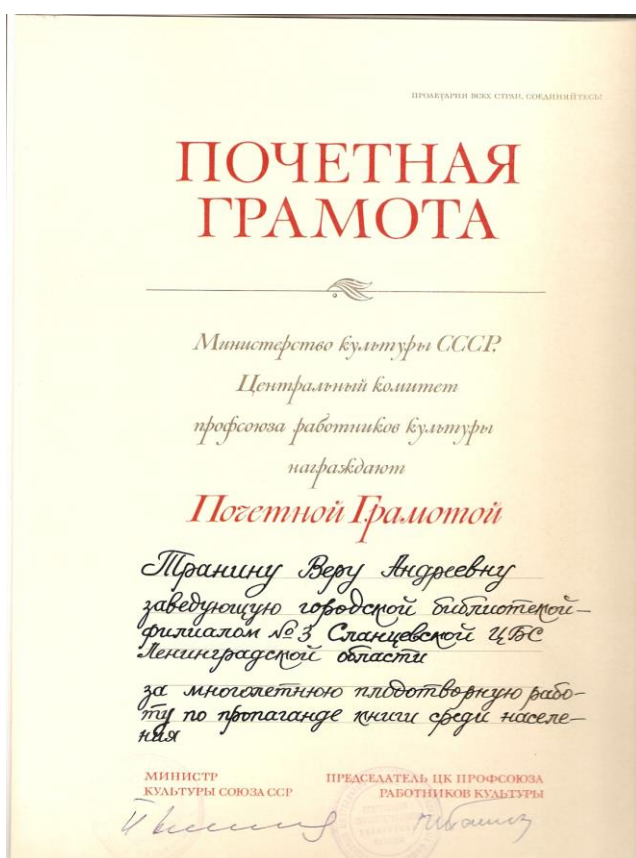 ПРОЛЕТАРИИ ВСЕХ СТРАН, СОЕДИНЯЙТЕСЬ!
ПОЧЕТНАЯ
ГРАМОТА
Министерство культуры СССР,
Центральный комитет
профсоюза работников культуры
награждают
Почетной Грамотой
Транину Веру Андреевну
заведующую городской библиотекой-
филиалом №3 Сланцевской ЦБС
Ленинградской области
за многолетнюю плодотворную рабо-
ту по пропаганде книги среди населе-
ния
МИНИСТР
КУЛЬТУРЫ СОЮЗА ССР
ПРЕДСЕДАТЕЛЬ ЦК ПРОФСОЮЗА
РАБОТНИКОВ КУЛЬТУРЫ